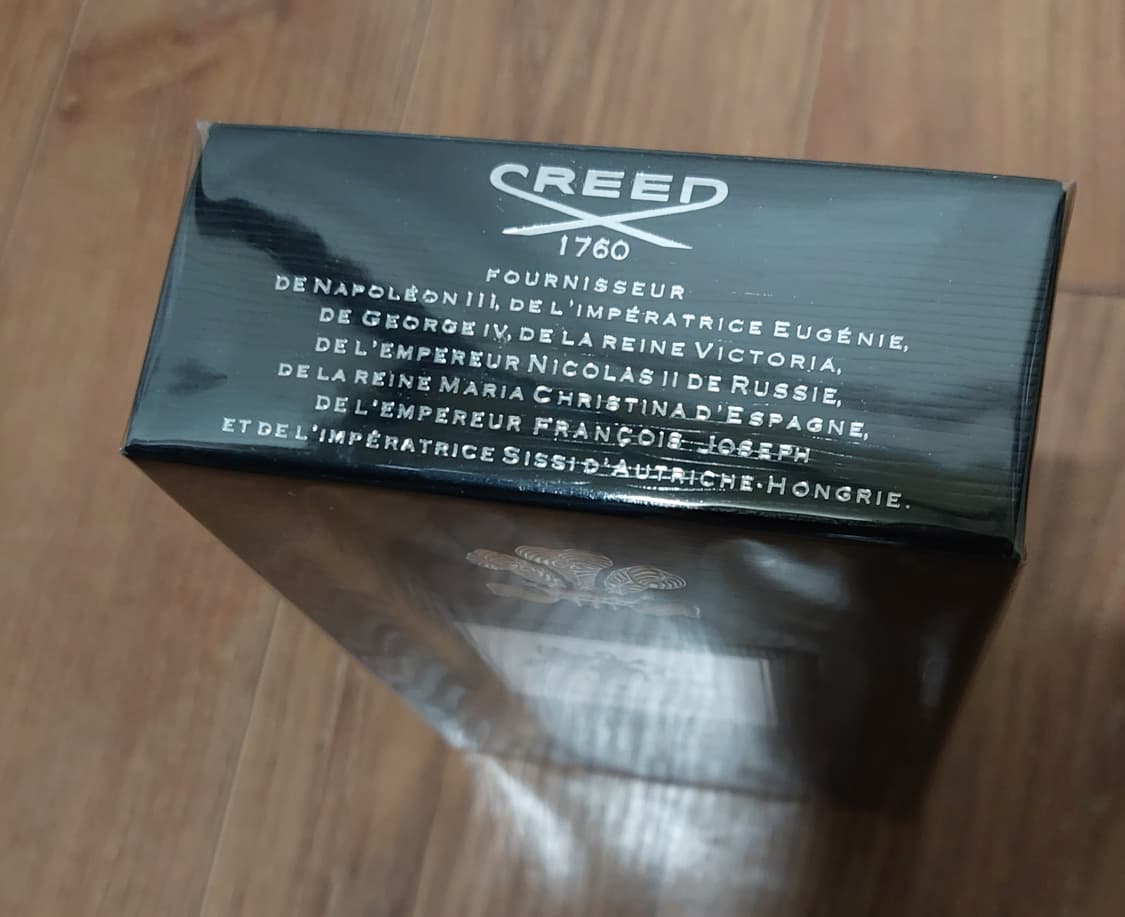 CREED
1760
FOURNISSEUR
DE NAPOLÉON III, DE L'IMPÉRATRICE EUGÉNIE,
DE GEORGE IV, DE LA REINE VICTORIA,
DE L'EMPEREUR NICOLAS II DE RUSSIE,
DE LA REINE MARIA CHRISTINA D'ESPAGNE,
DE L'EMPEREUR FRANÇOIS JOSEPH
ET DE L'IMPÉRATRICE SISSI D'AUTRICHE-HONGRIE.